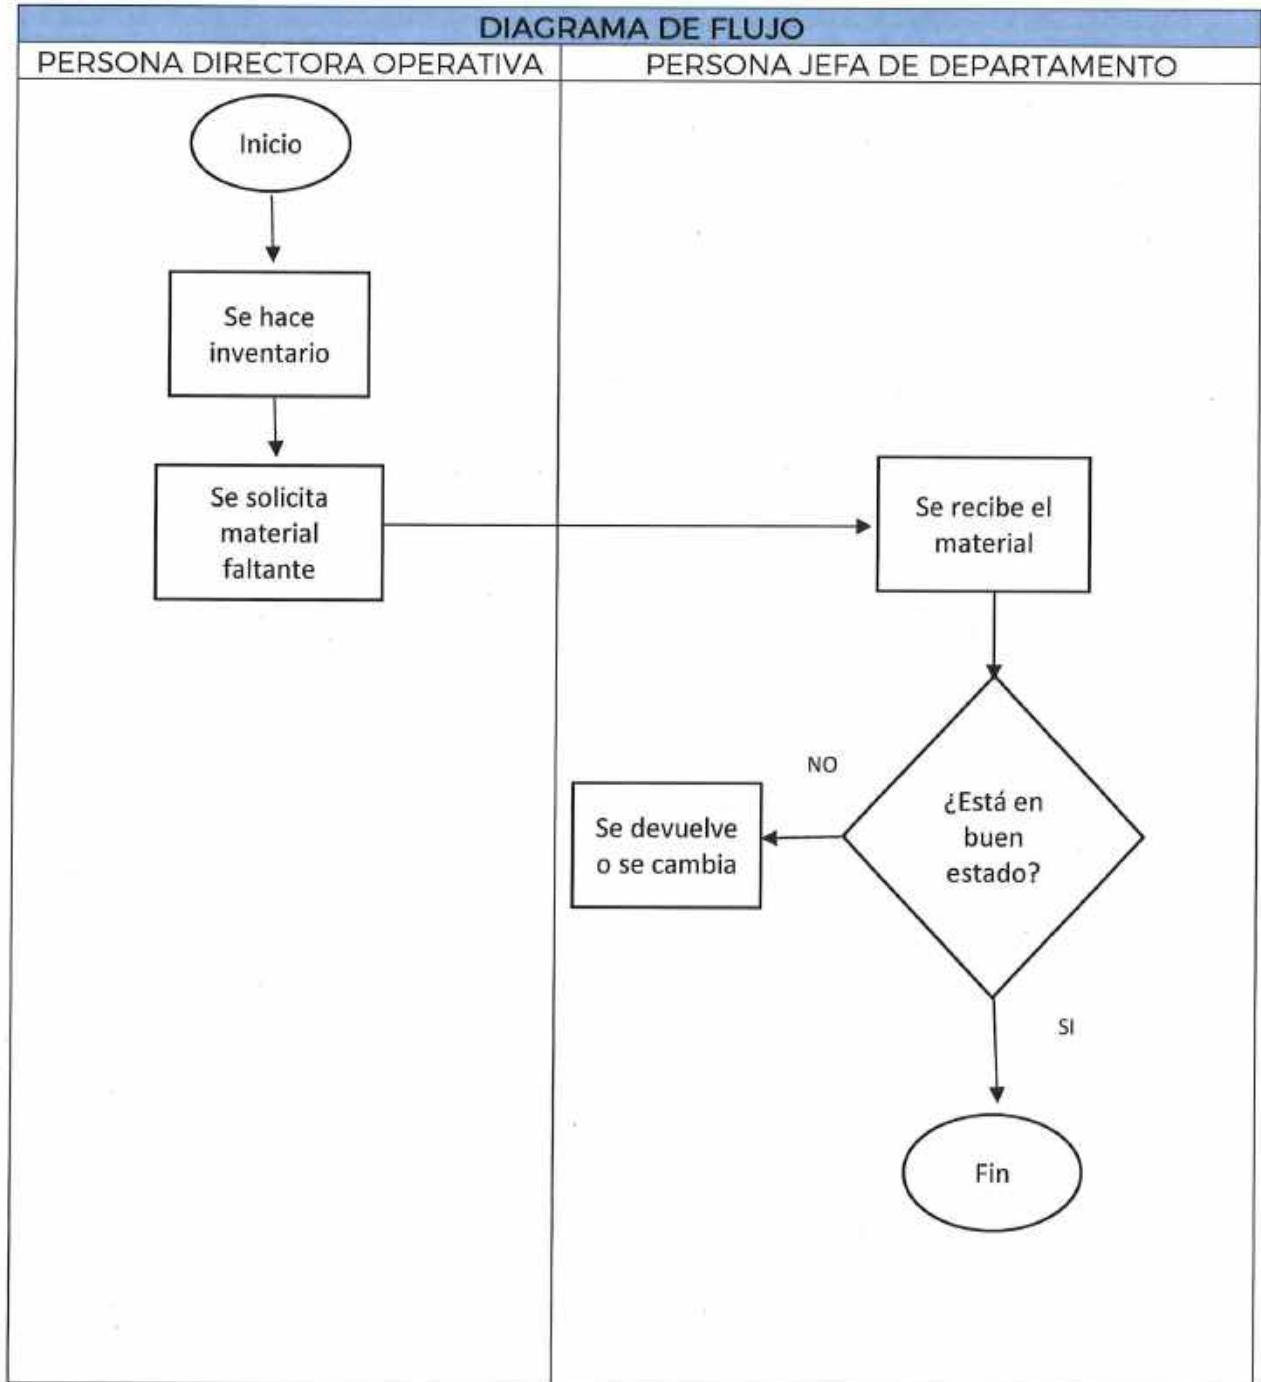 DIAGRAMA DE FLUJO
PERSONA DIRECTORA OPERATIVA
PERSONA JEFA DE DEPARTAMENTO
Inicio
Se hace
inventario
Se solicita
material
faltante
Se recibe el
material
NO
¿Está en
buen
estado?
Se devuelve
o se cambia
SI
Fin